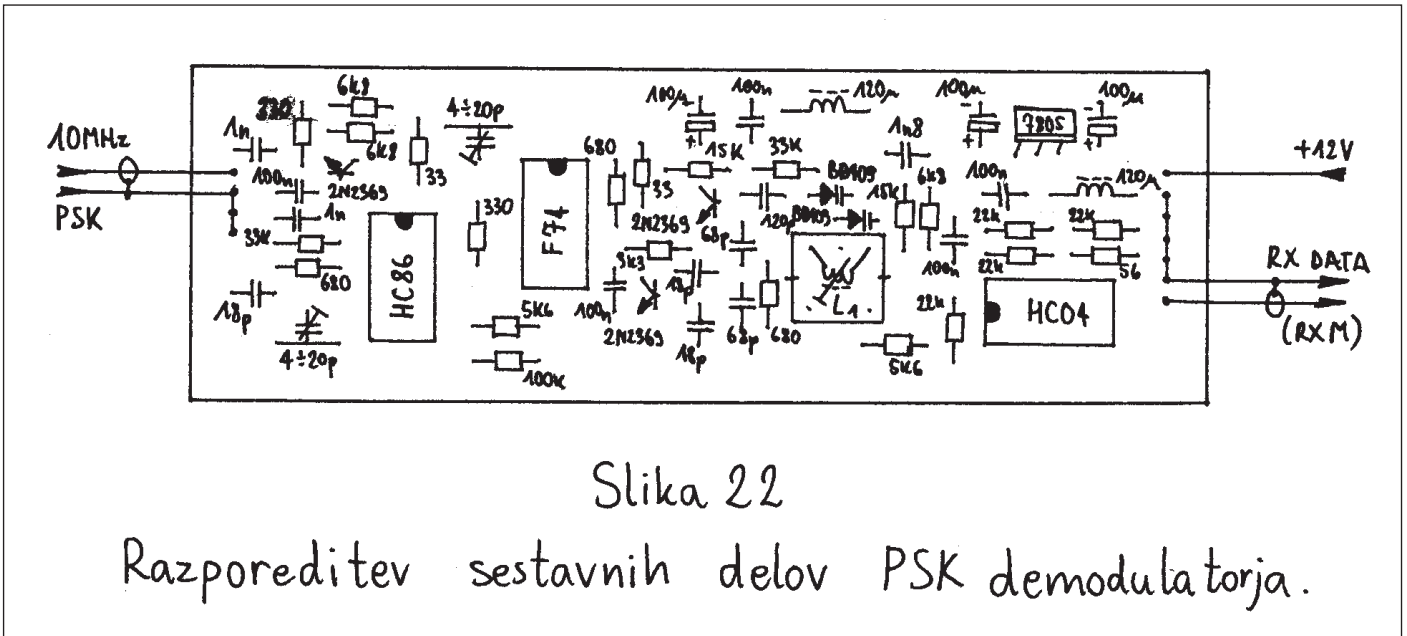 10MHz
PSK
1n
6k8
6k8
33
4÷20p
100n
2N2369
1n
33k
680
18p
4÷20p
HC86
330
F74
5k6
100k
680
33
100μ
100n
120μ
15k
33k
2N2369
68p
120p
BB109
BB109
3k3
100n
2N2369
18p
18p
68p
680
L1.
1n8
15k
6k8
100n
100μ
7805
100μ
100n
120μ
22k
22k
22k
56
22k
5k6
HC04
+12V
RX DATA
(RXM)
Slika 22
Razporeditev sestavnih delov PSK demodulatorja.